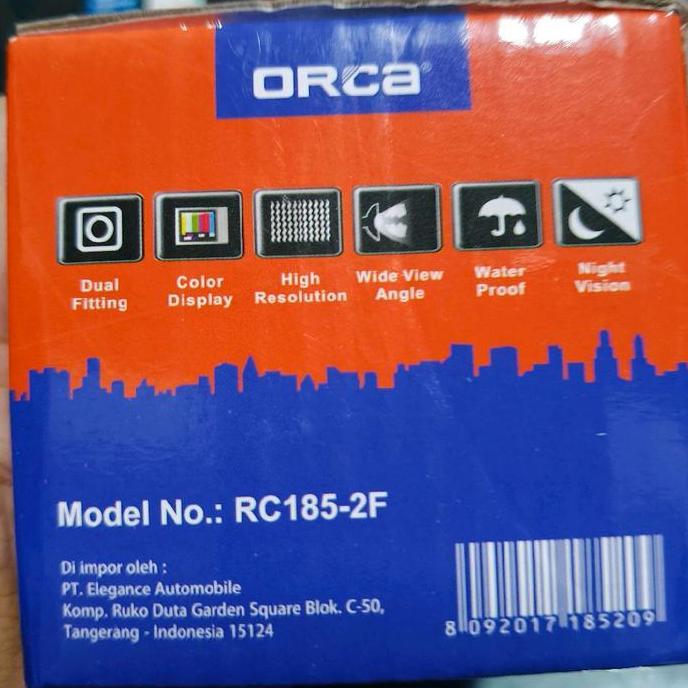 ORCA®
Dual Fitting
Color Display
High Resolution
Wide View Angle
Water Proof
Night Vision
Model No.: RC185-2F
Di impor oleh :
PT. Elegance Automobile
Komp. Ruko Duta Garden Square Blok. C-50,
Tangerang - Indonesia 15124
8 092017 185209